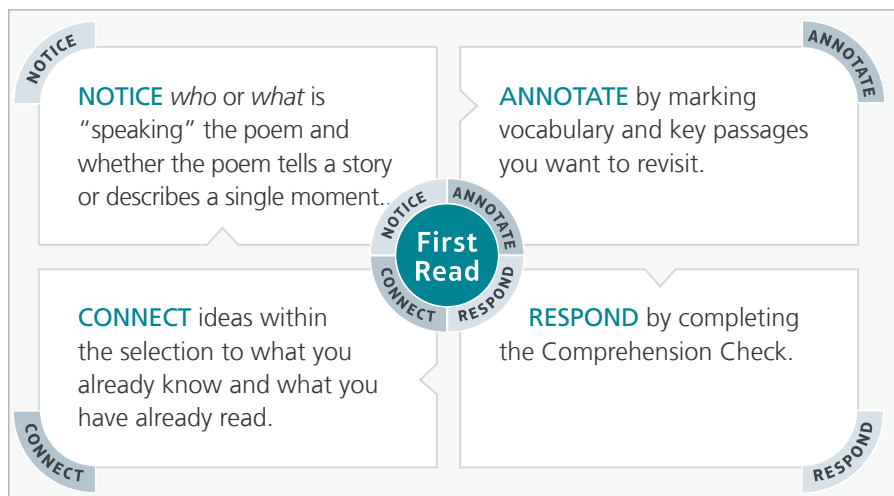 NOTICE
NOTICE who or what is
“speaking” the poem and
whether the poem tells a story
or describes a single moment..
ANNOTATE
ANNOTATE by marking
vocabulary and key passages
you want to revisit.
NOTICE
ANNOTATE
First
Read
CONNECT
RESPOND
CONNECT ideas within
the selection to what you
already know and what you
have already read.
CONNECT
RESPOND by completing
the Comprehension Check.
RESPOND